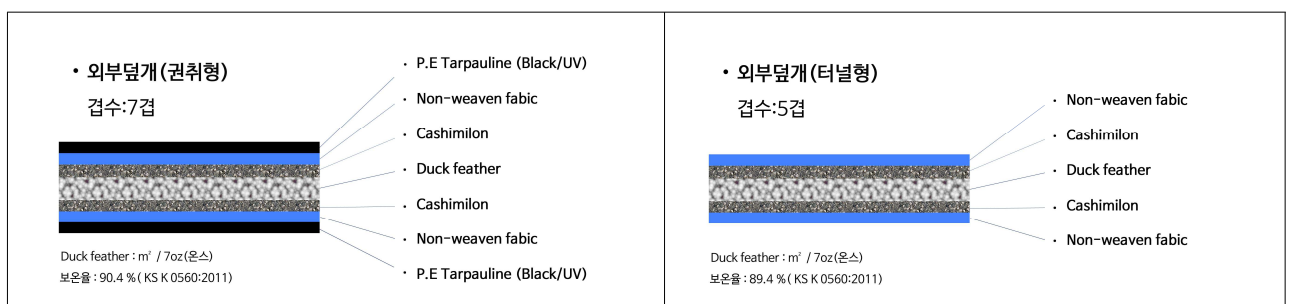 • 외부덮개(권취형)
겹수:7겹
• P.E Tarpauline (Black/UV)
• Non-weaven fabic
• Cashimilon
• Duck feather
• Cashimilon
• Non-weaven fabic
• P.E Tarpauline (Black/UV)
Duck feather : m² / 7oz(온스)
보온율 : 90.4 % ( KS K 0560:2011)
• 외부덮개(터널형)
겹수:5겹
• Non-weaven fabic
• Cashimilon
• Duck feather
• Cashimilon
• Non-weaven fabic
Duck feather : m² / 7oz(온스)
보온율 : 89.4 % ( KS K 0560:2011)